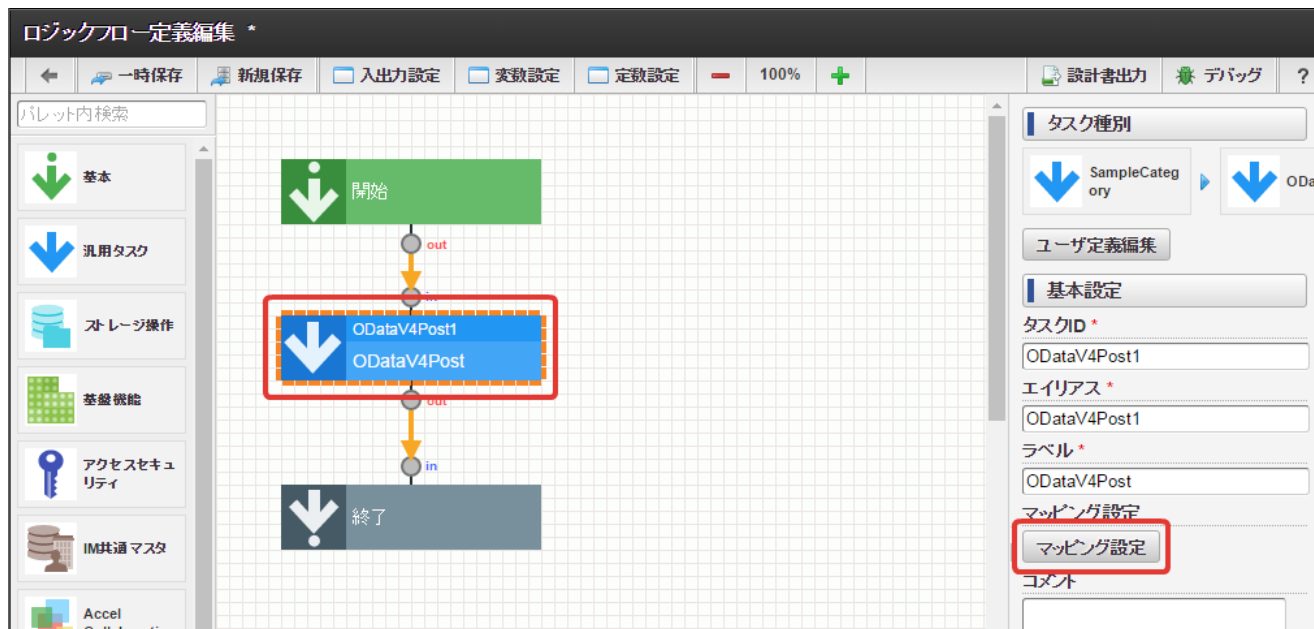 ロジックフロー定義編集 *
一時保存 新規保存 入出力設定 変数設定 定数設定 100% 設計書出力 デバッグ ?
パレット内検索
基本
汎用タスク
ストレージ操作
基盤機能
アクセスセキュ
リティ
IM共通マスタ
Accel
開始
out
in
ODataV4Post1
ODataV4Post
out
in
終了
タスク種別
SampleCateg
ory
ODa
ユーザ定義編集
基本設定
タスクID *
ODataV4Post1
エイリアス *
ODataV4Post1
ラベル *
ODataV4Post
マッピング設定
マッピング設定
コメント